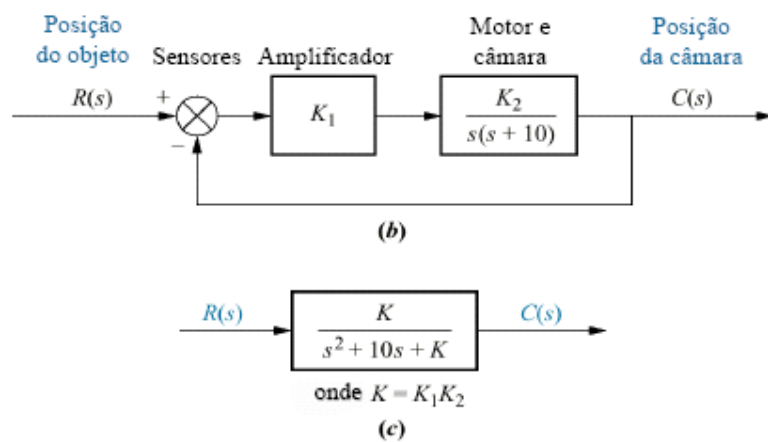 Posição do objeto
Sensores
Amplificador
Motor e câmara
Posição da câmara
R(s)
+
−
K₁
K₂
s(s + 10)
C(s)
(b)
R(s)
K
s² + 10s + K
C(s)
onde K = K₁K₂
(c)